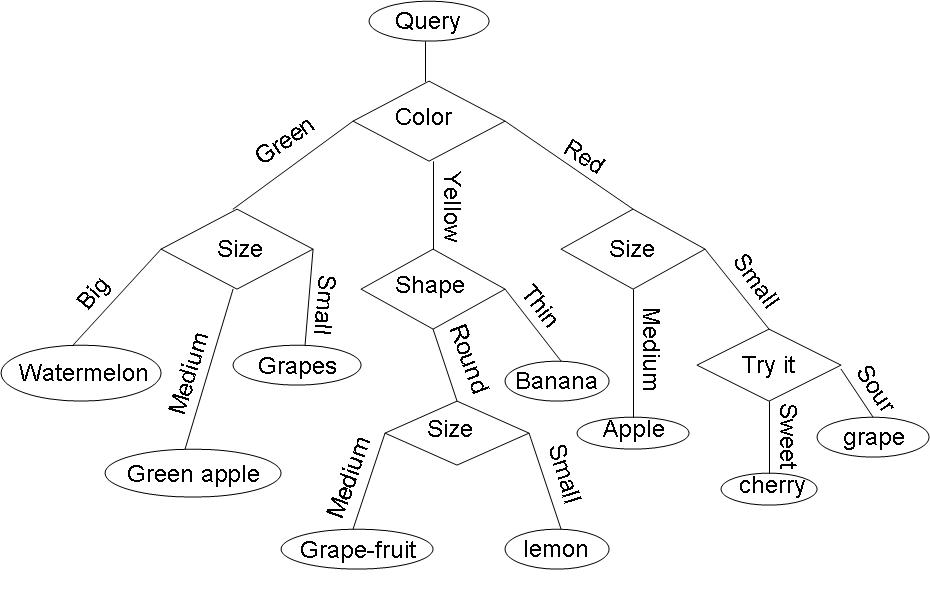 Query
Color
Green
Yellow
Red
Size
Shape
Size
Big
Medium
Small
Round
Thin
Medium
Small
Watermelon
Grapes
Banana
Try it
Green apple
Size
Apple
Sweet
Sour
Medium
Small
cherry
grape
Grape-fruit
lemon